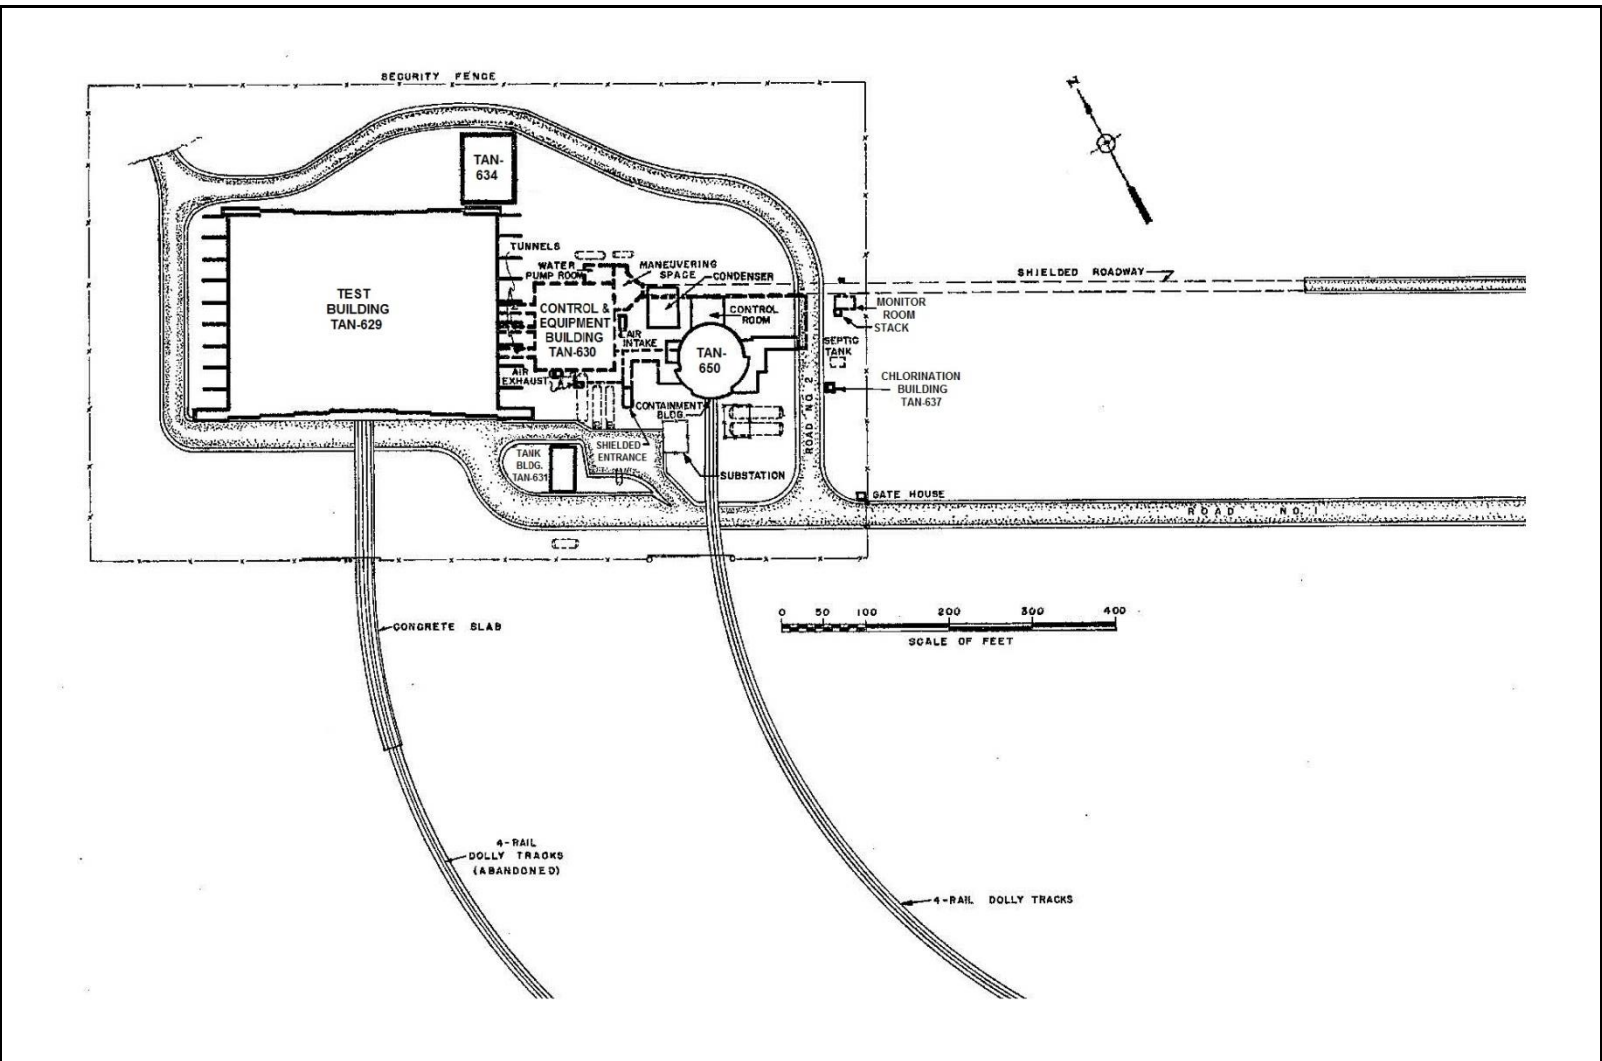 SECURITY FENCE
N
TAN-
634
TUNNELS
WATER
PUMP ROOM
MANEUVERING
SPACE
CONDENSER
SHIELDED ROADWAY
TEST
BUILDING
TAN-629
CONTROL &
EQUIPMENT
BUILDING
TAN-630
CONTROL
ROOM
MONITOR
ROOM
STACK
AIR
INTAKE
TAN-
650
SEPTIC
TANK
AIR
EXHAUST
CHLORINATION
BUILDING
TAN-637
CONTAINMENT
BLDG.
ROAD NO. 2
TANK
BLDG.
TAN-631
SHIELDED
ENTRANCE
SUBSTATION
GATE HOUSE
ROAD NO. 1
0 50 100 200 300 400
SCALE OF FEET
CONCRETE SLAB
4-RAIL
DOLLY TRACKS
(ABANDONED)
4-RAIL DOLLY TRACKS